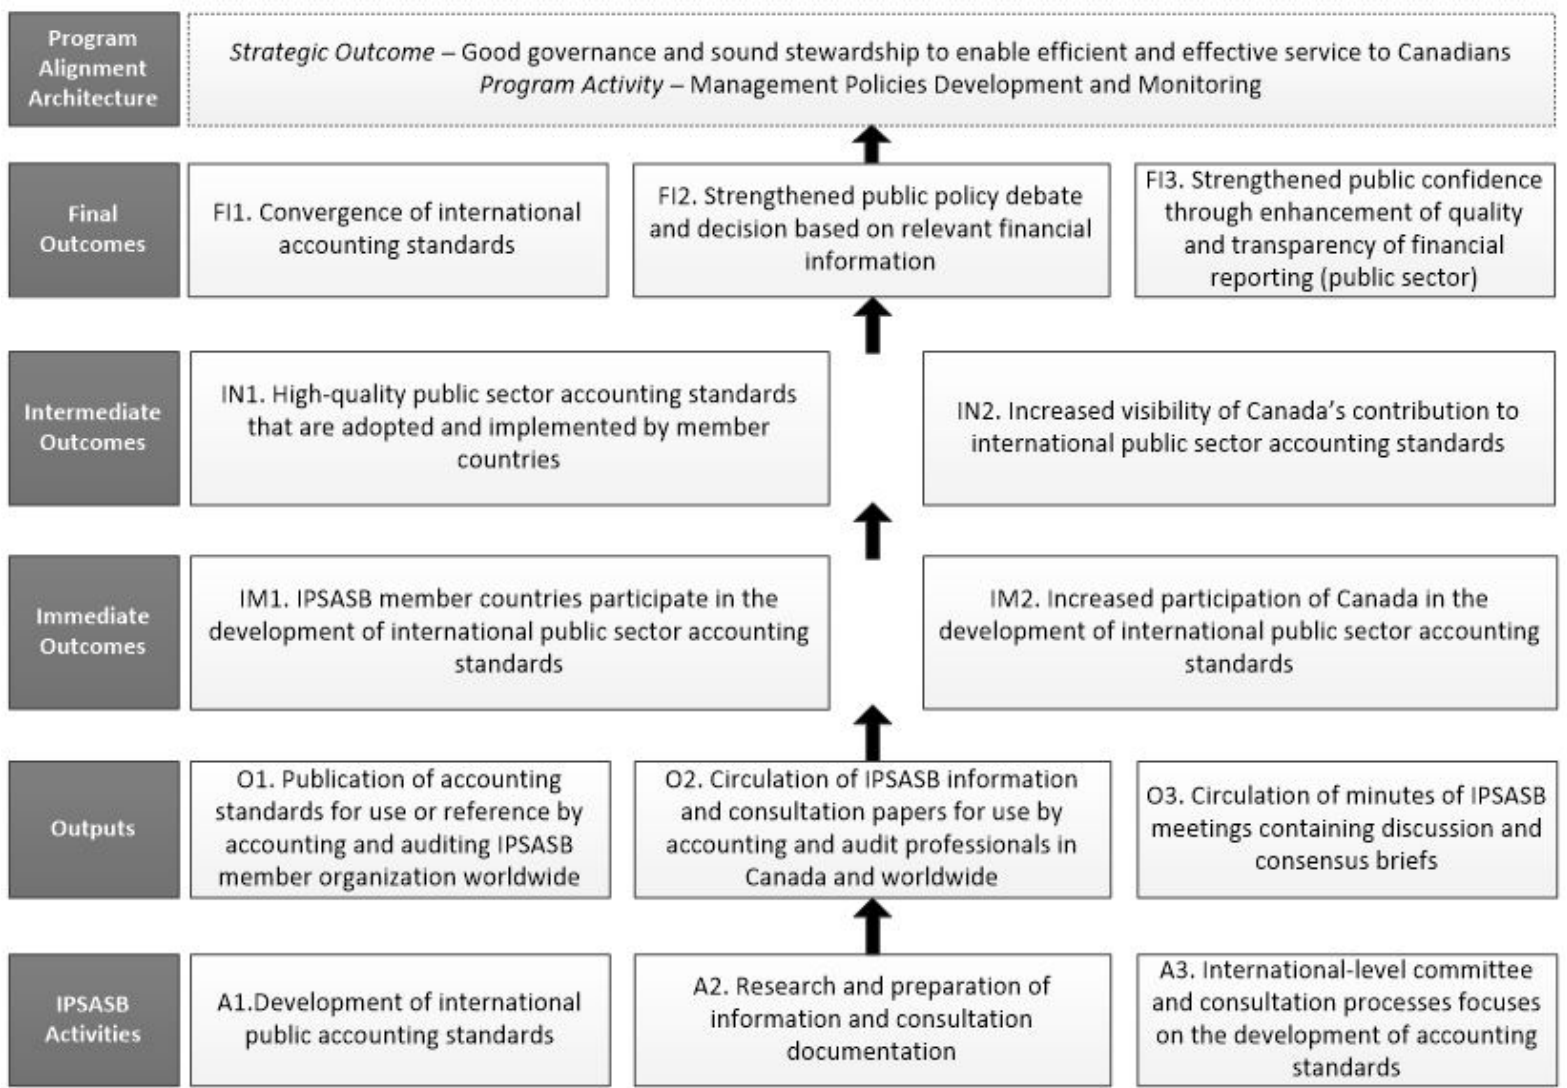 Program
Alignment
Architecture
Strategic Outcome – Good governance and sound stewardship to enable efficient and effective service to Canadians
Program Activity – Management Policies Development and Monitoring
Final
Outcomes
FI1. Convergence of international
accounting standards
FI2. Strengthened public policy debate
and decision based on relevant financial
information
FI3. Strengthened public confidence
through enhancement of quality
and transparency of financial
reporting (public sector)
Intermediate
Outcomes
IN1. High-quality public sector accounting standards
that are adopted and implemented by member
countries
IN2. Increased visibility of Canada’s contribution to
international public sector accounting standards
Immediate
Outcomes
IM1. IPSASB member countries participate in the
development of international public sector accounting
standards
IM2. Increased participation of Canada in the
development of international public sector accounting
standards
Outputs
O1. Publication of accounting
standards for use or reference by
accounting and auditing IPSASB
member organization worldwide
O2. Circulation of IPSASB information
and consultation papers for use by
accounting and audit professionals in
Canada and worldwide
O3. Circulation of minutes of IPSASB
meetings containing discussion and
consensus briefs
IPSASB
Activities
A1.Development of international
public accounting standards
A2. Research and preparation of
information and consultation
documentation
A3. International-level committee
and consultation processes focuses
on the development of accounting
standards